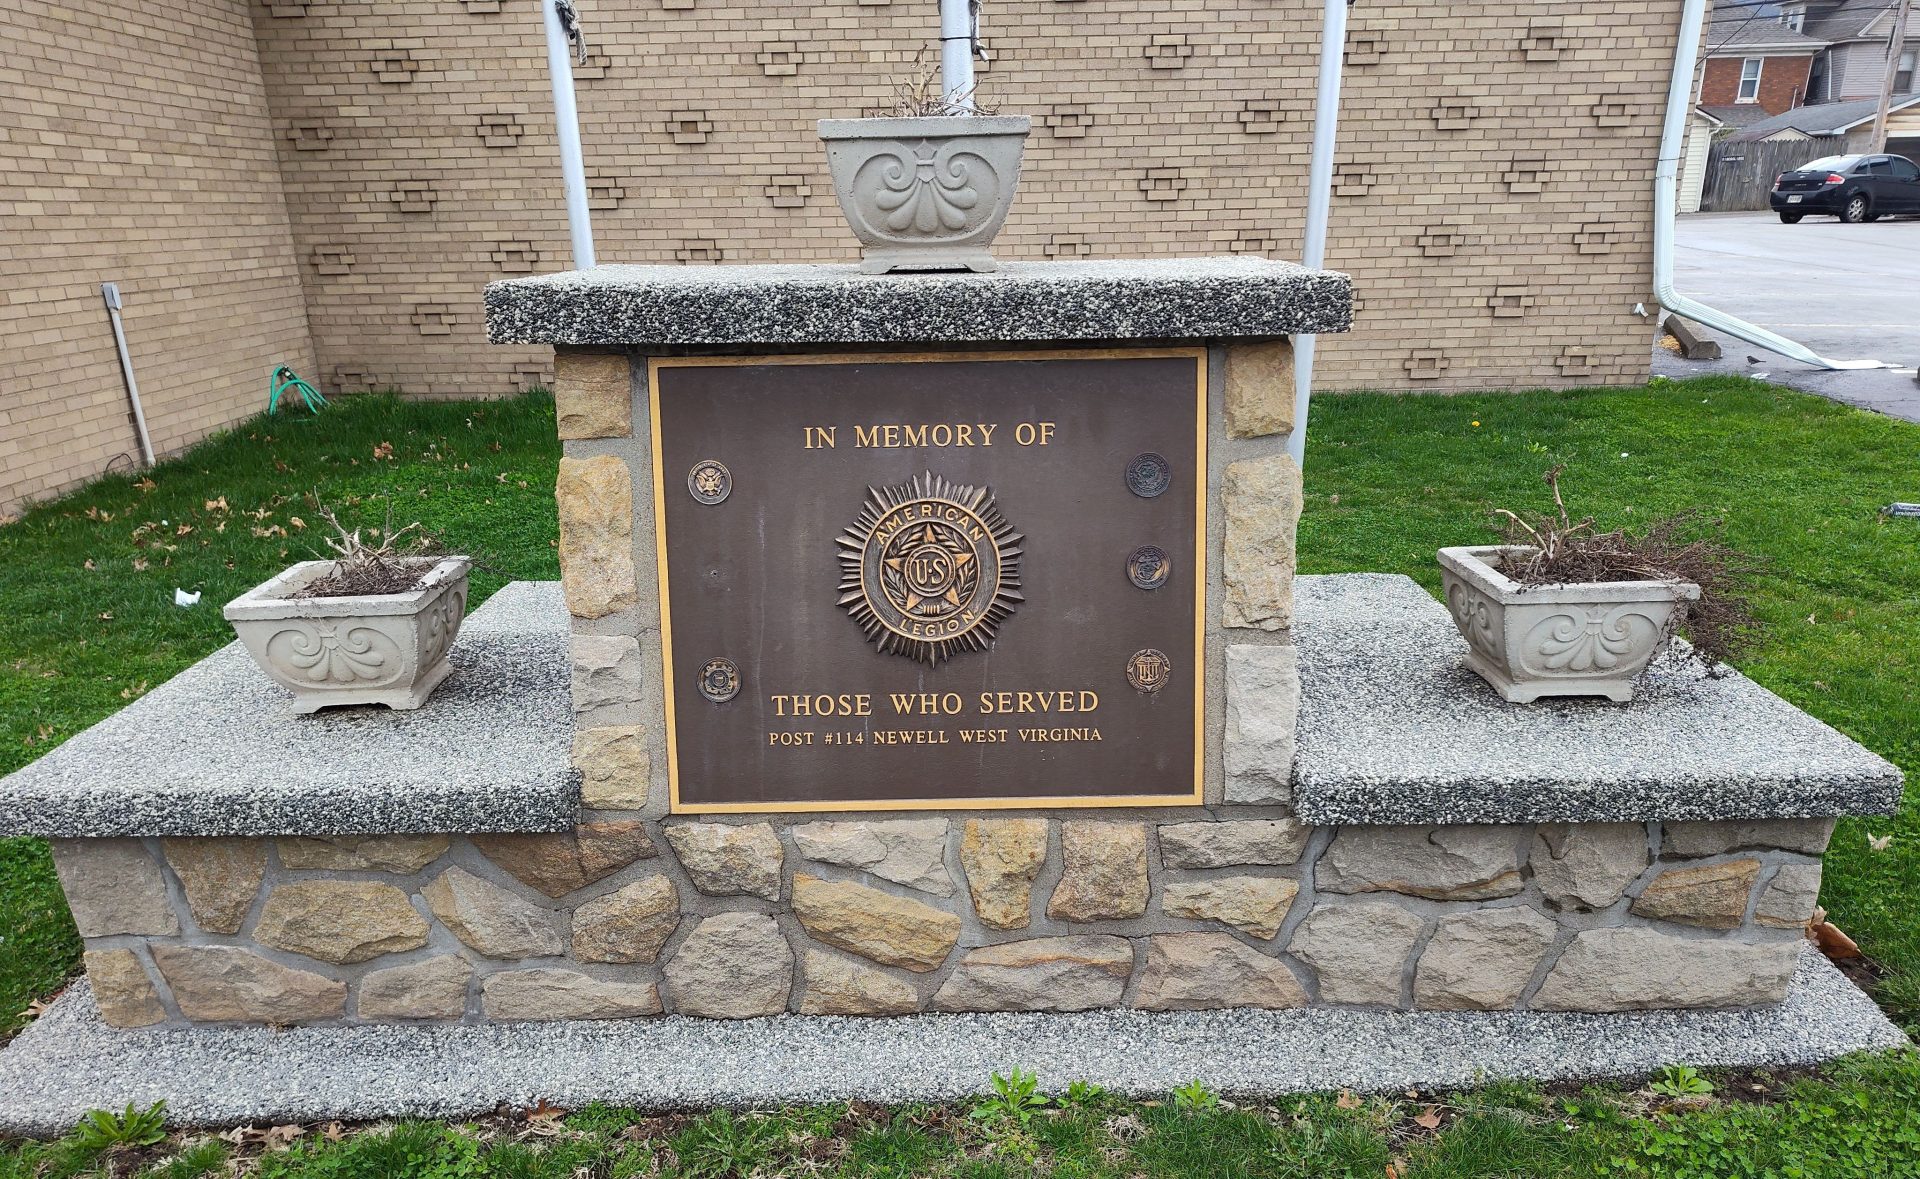 IN MEMORY OF
AMERICAN
U·S
LEGION
THOSE WHO SERVED
POST #114 NEWELL WEST VIRGINIA